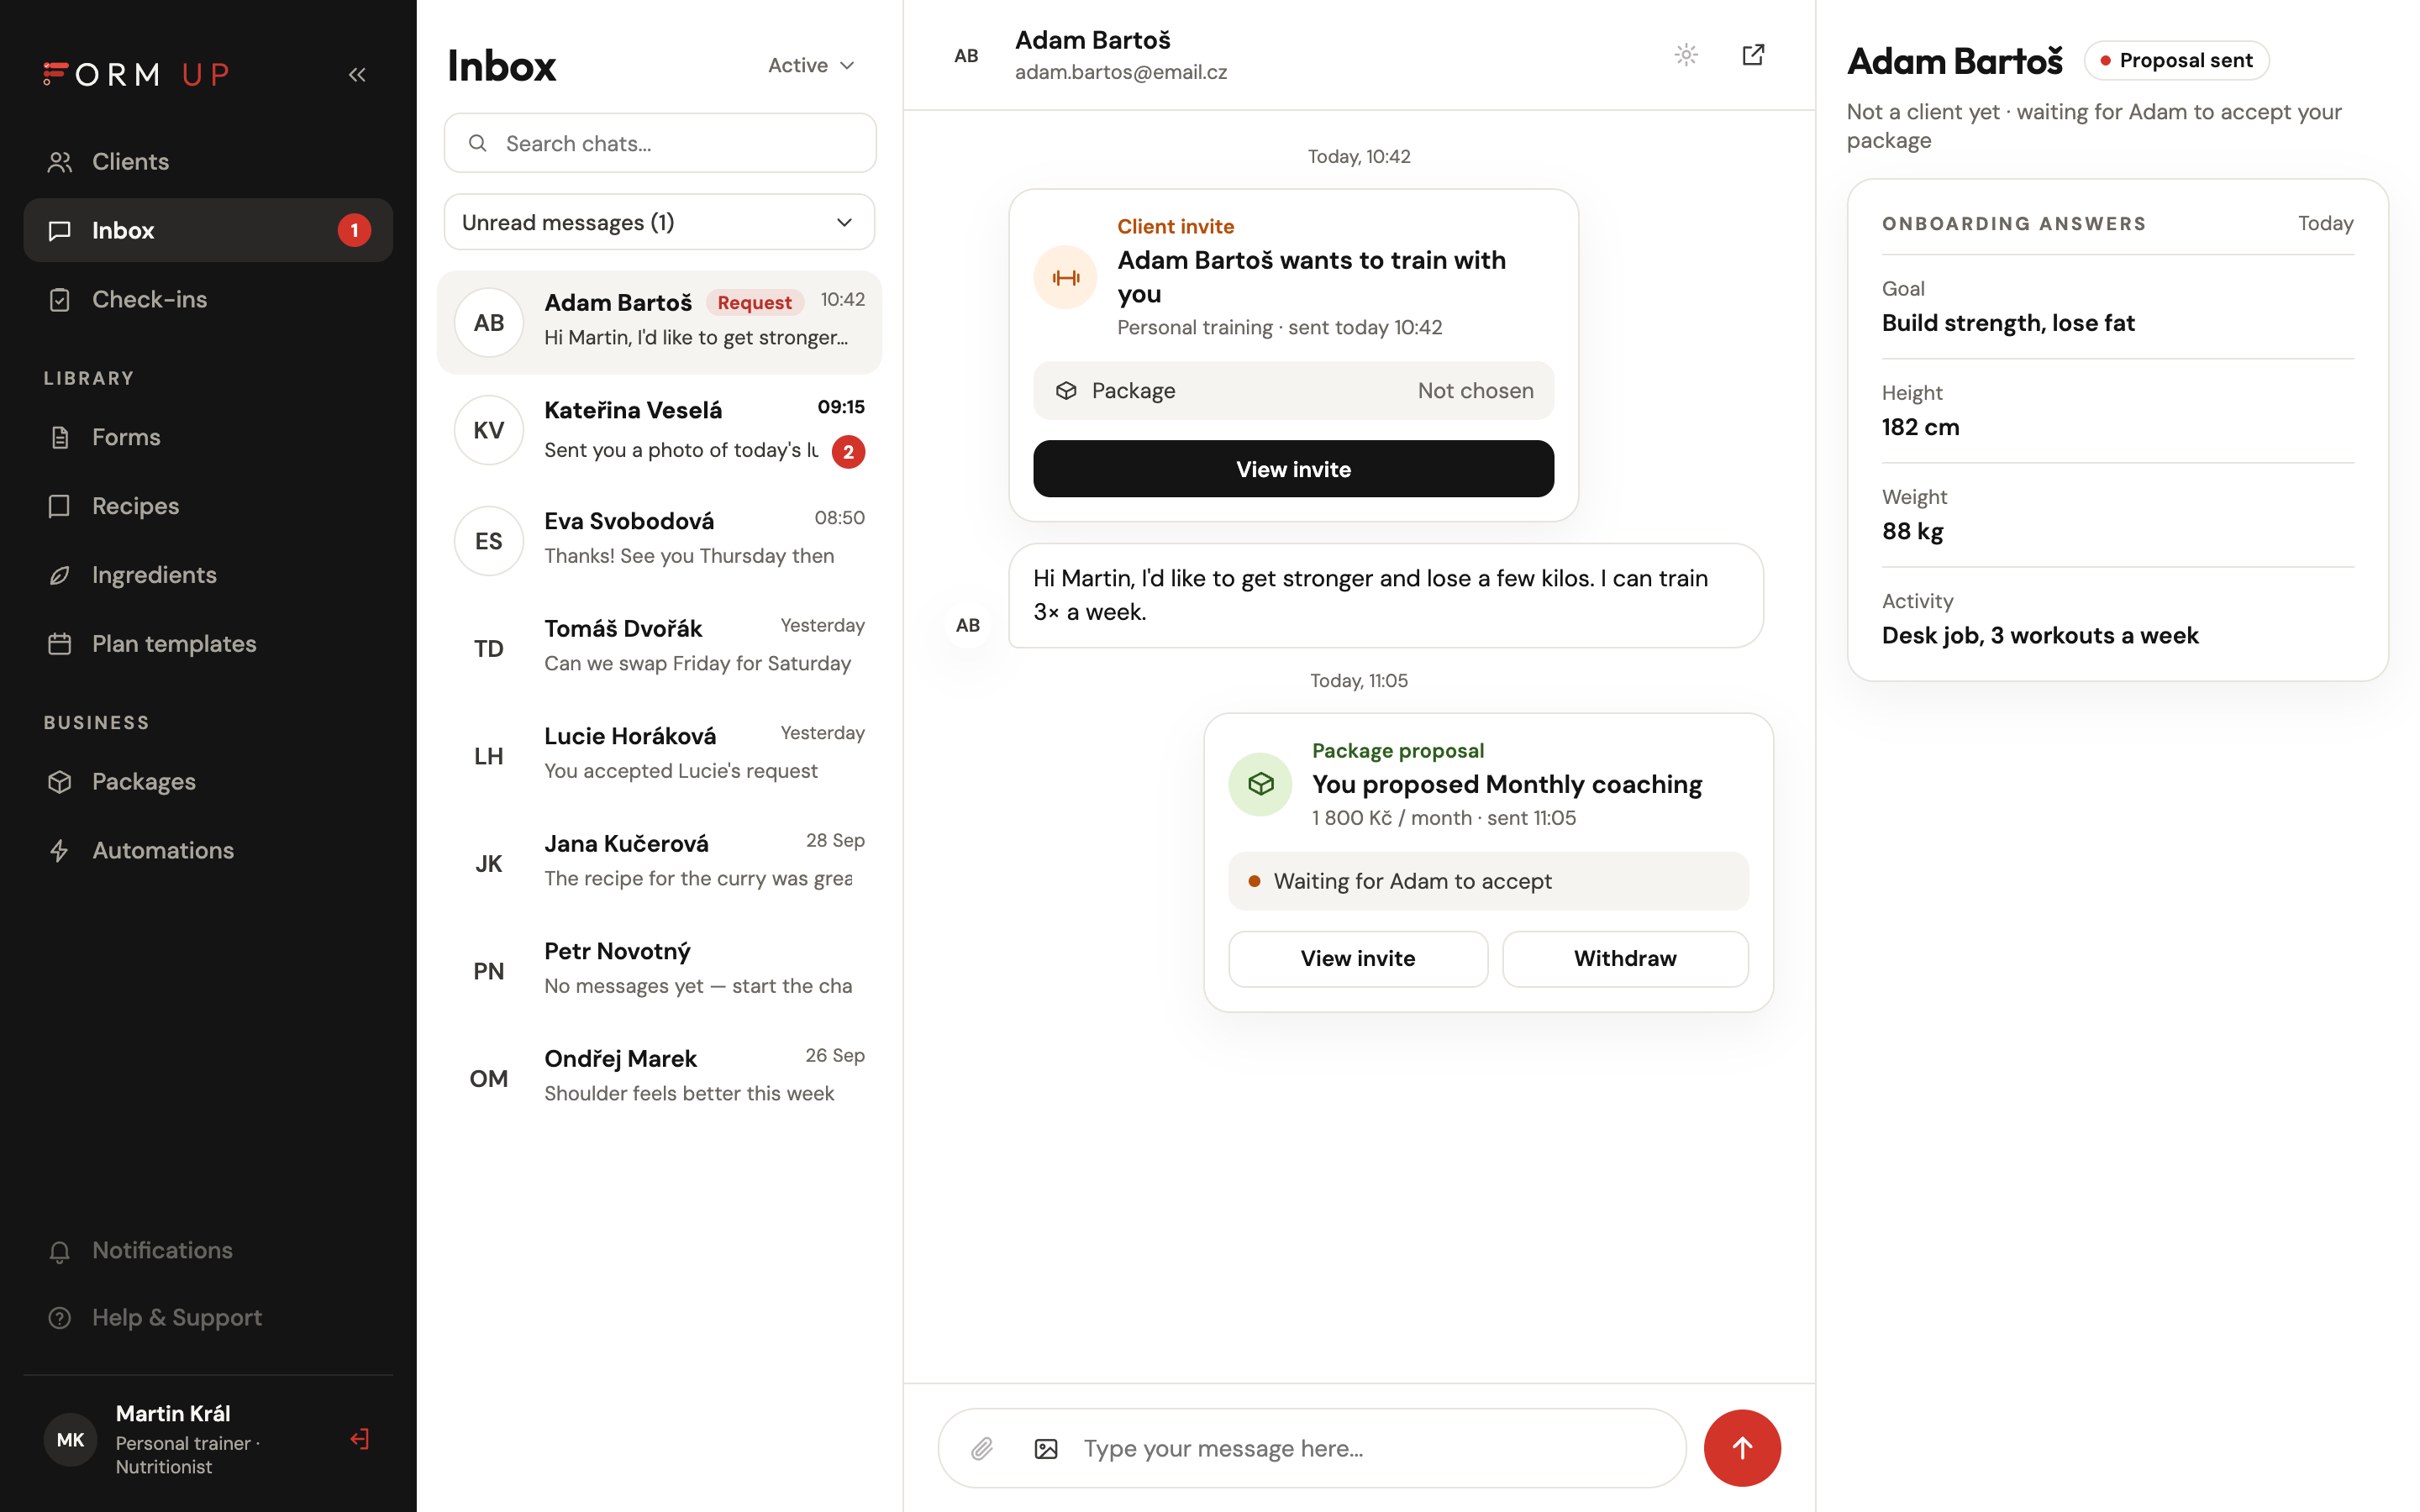 FORM UP
Clients
Inbox
1
Check-ins
LIBRARY
Forms
Recipes
Ingredients
Plan templates
BUSINESS
Packages
Automations
Notifications
Help & Support
MK
Martin Král
Personal trainer ·
Nutritionist
Inbox
Active
Search chats...
Unread messages (1)
AB
Adam Bartoš
Request
10:42
Hi Martin, I'd like to get stronger...
KV
Kateřina Veselá
09:15
Sent you a photo of today's lu
2
ES
Eva Svobodová
08:50
Thanks! See you Thursday then
TD
Tomáš Dvořák
Yesterday
Can we swap Friday for Saturday
LH
Lucie Horáková
Yesterday
You accepted Lucie's request
JK
Jana Kučerová
28 Sep
The recipe for the curry was grea
PN
Petr Novotný
No messages yet — start the cha
OM
Ondřej Marek
26 Sep
Shoulder feels better this week
AB
Adam Bartoš
adam.bartos@email.cz
Today, 10:42
Client invite
Adam Bartoš wants to train with
you
Personal training · sent today 10:42
Package
Not chosen
View invite
Hi Martin, I'd like to get stronger and lose a few kilos. I can train
3× a week.
AB
Today, 11:05
Package proposal
You proposed Monthly coaching
1 800 Kč / month · sent 11:05
Waiting for Adam to accept
View invite
Withdraw
Type your message here...
Adam Bartoš
Proposal sent
Not a client yet · waiting for Adam to accept your
package
ONBOARDING ANSWERS
Today
Goal
Build strength, lose fat
Height
182 cm
Weight
88 kg
Activity
Desk job, 3 workouts a week